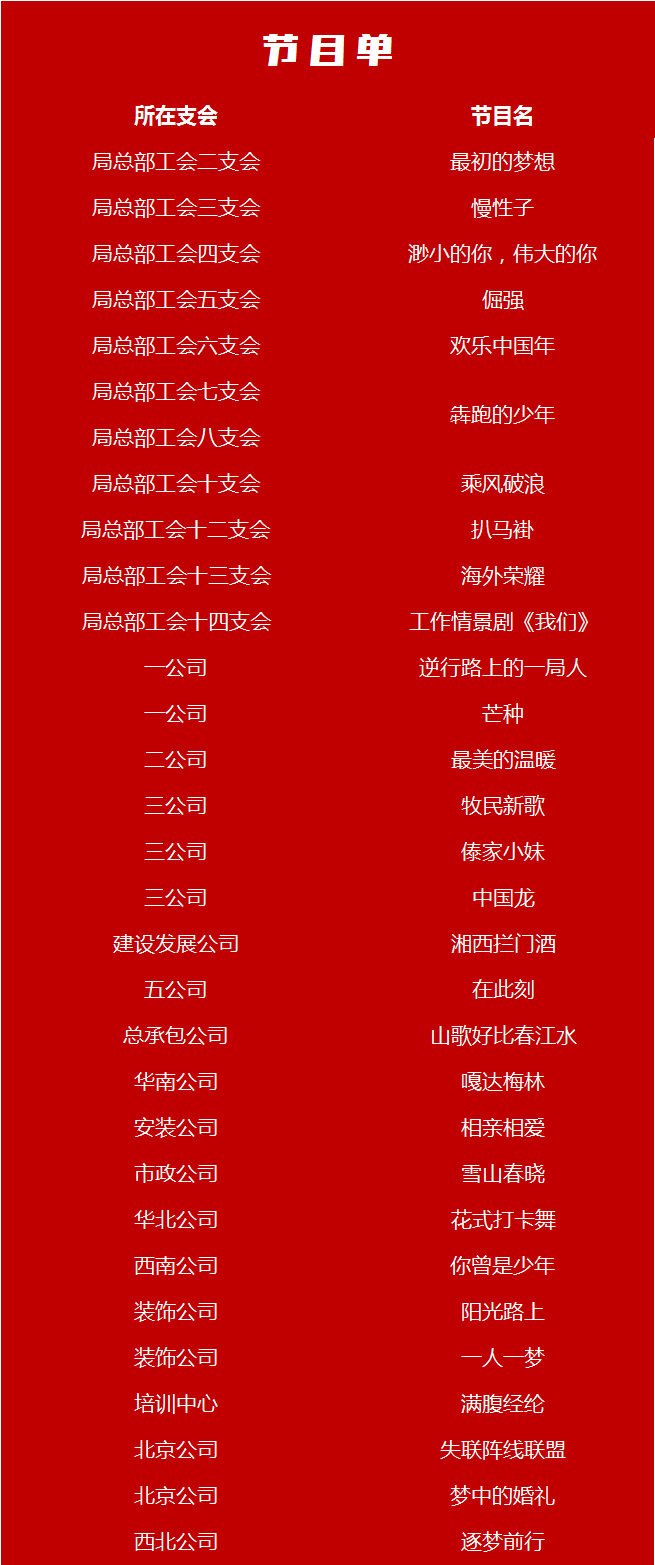 节目单
所在支会 节目名
局总部工会二支会 最初的梦想
局总部工会三支会 慢性子
局总部工会四支会 渺小的你，伟大的你
局总部工会五支会 倔强
局总部工会六支会 欢乐中国年
局总部工会七支会
犇跑的少年
局总部工会八支会
局总部工会十支会 乘风破浪
局总部工会十二支会 扒马褂
局总部工会十三支会 海外荣耀
局总部工会十四支会 工作情景剧《我们》
一公司 逆行路上的一局人
一公司 芒种
二公司 最美的温暖
三公司 牧民新歌
三公司 傣家小妹
三公司 中国龙
建设发展公司 湘西拦门酒
五公司 在此刻
总承包公司 山歌好比春江水
华南公司 嘎达梅林
安装公司 相亲相爱
市政公司 雪山春晓
华北公司 花式打卡舞
西南公司 你曾是少年
装饰公司 阳光路上
装饰公司 一人一梦
培训中心 满腹经纶
北京公司 失联阵线联盟
北京公司 梦中的婚礼
西北公司 逐梦前行